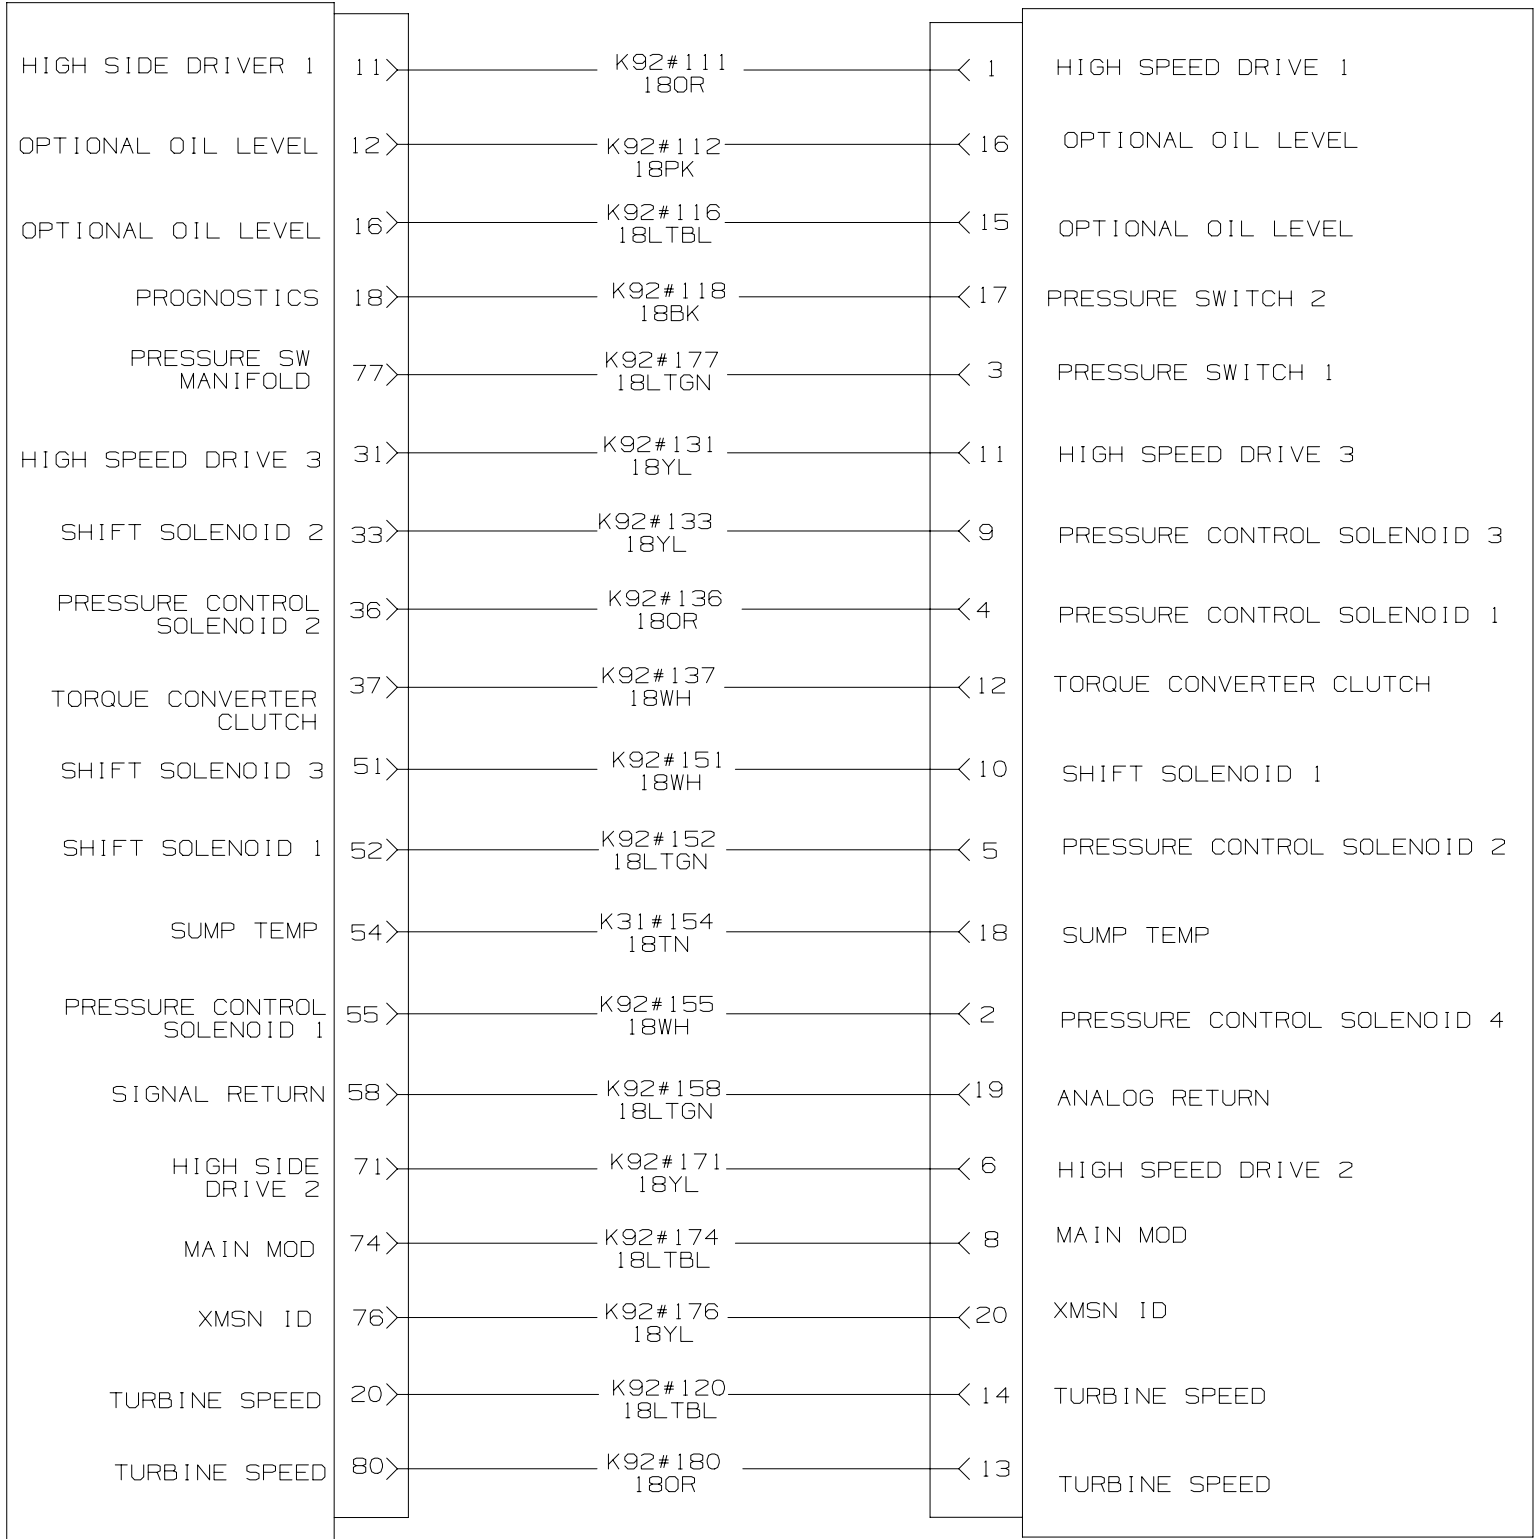 HIGH SIDE DRIVER 1 11 K92#111 1 HIGH SPEED DRIVE 1
18OR
OPTIONAL OIL LEVEL 12 K92#112 16 OPTIONAL OIL LEVEL
18PK
OPTIONAL OIL LEVEL 16 K92#116 15 OPTIONAL OIL LEVEL
18LTBL
PROGNOSTICS 18 K92#118 17 PRESSURE SWITCH 2
18BK
PRESSURE SW K92#177
MANIFOLD 77 18LTGN 3 PRESSURE SWITCH 1
HIGH SPEED DRIVE 3 31 K92#131 11 HIGH SPEED DRIVE 3
18YL
SHIFT SOLENOID 2 33 K92#133 9 PRESSURE CONTROL SOLENOID 3
18YL
PRESSURE CONTROL 36 K92#136 4 PRESSURE CONTROL SOLENOID 1
SOLENOID 2 18OR
TORQUE CONVERTER 37 K92#137 12 TORQUE CONVERTER CLUTCH
CLUTCH 18WH
SHIFT SOLENOID 3 51 K92#151 10 SHIFT SOLENOID 1
18WH
SHIFT SOLENOID 1 52 K92#152 5 PRESSURE CONTROL SOLENOID 2
18LTGN
SUMP TEMP 54 K31#154 18 SUMP TEMP
18TN
PRESSURE CONTROL 55 K92#155 2 PRESSURE CONTROL SOLENOID 4
SOLENOID 1 18WH
SIGNAL RETURN 58 K92#158 19 ANALOG RETURN
18LTGN
HIGH SIDE 71 K92#171 6 HIGH SPEED DRIVE 2
DRIVE 2 18YL
MAIN MOD 74 K92#174 8 MAIN MOD
18LTBL
XMSN ID 76 K92#176 20 XMSN ID
18YL
TURBINE SPEED 20 K92#120 14 TURBINE SPEED
18LTBL
TURBINE SPEED 80 K92#180 13 TURBINE SPEED
18OR